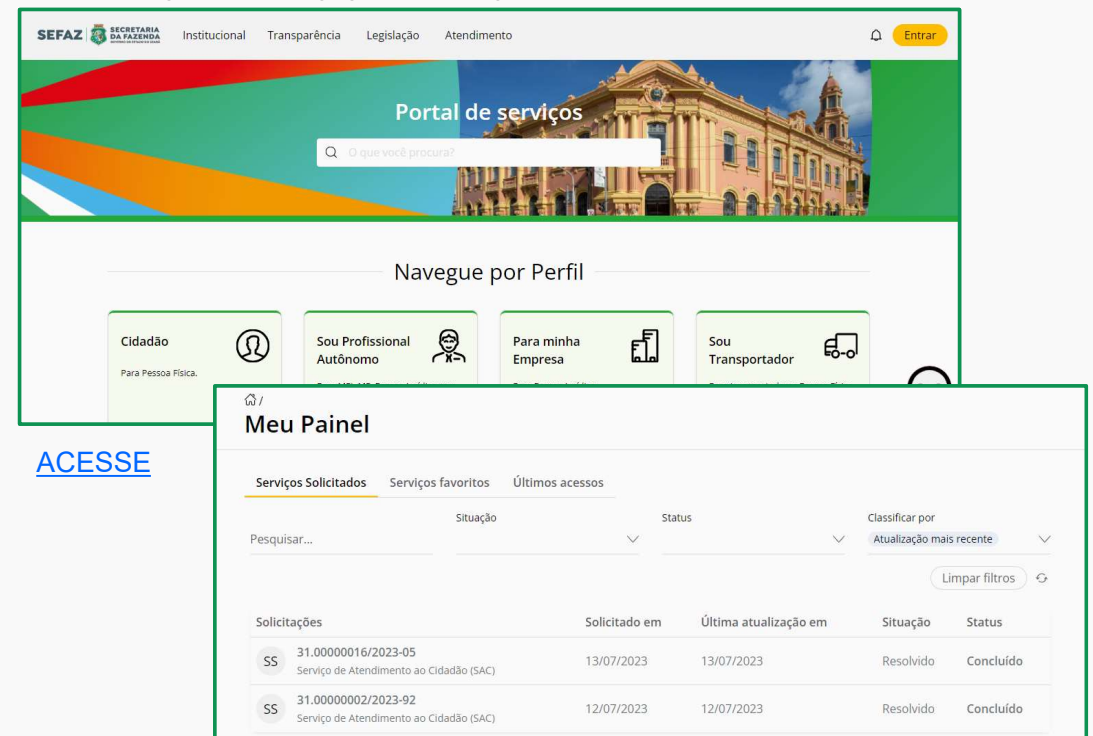 SEFAZ SECRETARIA DA FAZENDA
Institucional Transparência Legislação Atendimento Entrar
Portal de serviços
O que você procura?
Navegue por Perfil
Cidadão
Para Pessoa Física.
Sou Profissional
Autônomo
Para minha
Empresa
Sou
Transportador
ACESSE
/
Meu Painel
Serviços Solicitados Serviços favoritos Últimos acessos
Situação Status Classificar por
Pesquisar... Atualização mais recente
Limpar filtros
Solicitações Solicitado em Última atualização em Situação Status
SS 31.00000016/2023-05 13/07/2023 13/07/2023 Resolvido Concluído
Serviço de Atendimento ao Cidadão (SAC)
SS 31.00000002/2023-92 12/07/2023 12/07/2023 Resolvido Concluído
Serviço de Atendimento ao Cidadão (SAC)